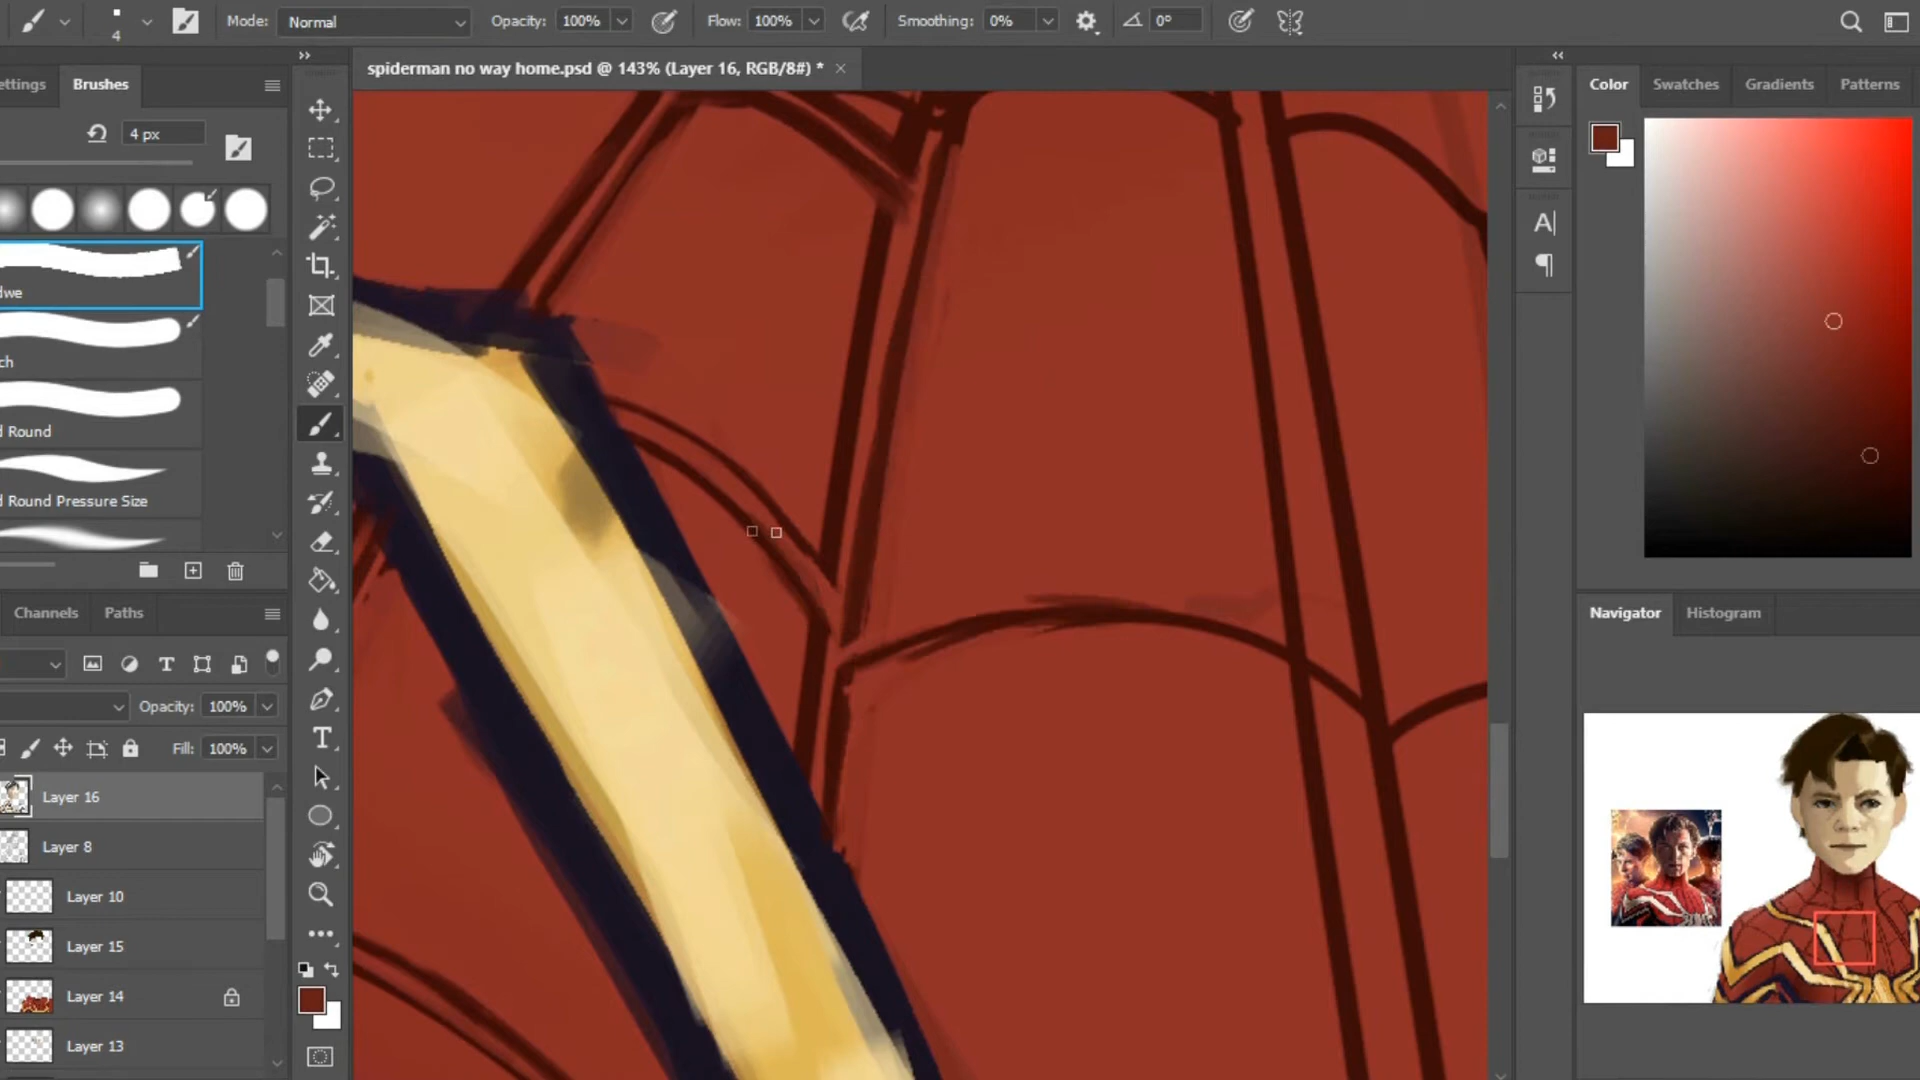 4
Mode: Normal
Opacity: 100%
Flow: 100%
Smoothing: 0%
0°
spiderman no way home.psd @ 143% (Layer 16, RGB/8#) *
ettings
Brushes
4 px
dwe
ch
d Round
d Round Pressure Size
Channels
Paths
Opacity: 100%
Fill: 100%
Layer 16
Layer 8
Layer 10
Layer 15
Layer 14
Layer 13
Color
Swatches
Gradients
Patterns
Navigator
Histogram